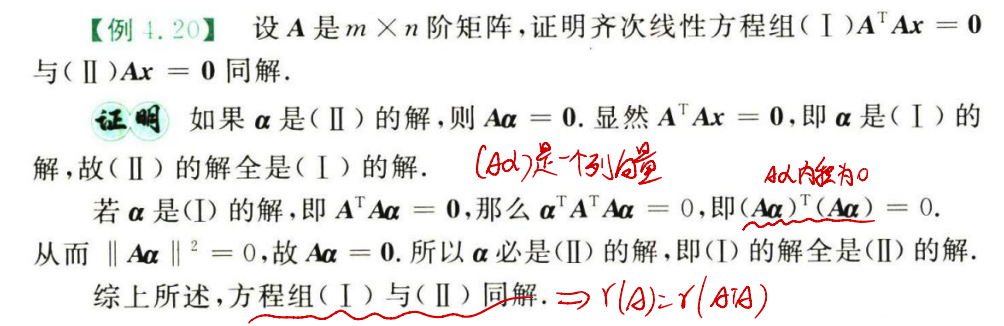 【例 4.20】 设 A 是 m × n 阶矩阵,证明齐次线性方程组(Ⅰ)AᵀAx = 0
与(Ⅱ)Ax = 0 同解.
证明 如果 α 是(Ⅱ)的解,则 Aα = 0. 显然 AᵀAx = 0,即 α 是(Ⅰ)的
解,故(Ⅱ)的解全是(Ⅰ)的解.
(Aα)是一个列向量
Aα内积为0
若 α 是(Ⅰ)的解,即 AᵀAα = 0,那么 αᵀAᵀAα = 0,即(Aα)ᵀ(Aα) = 0.
从而 ‖Aα‖² = 0,故 Aα = 0. 所以 α 必是(Ⅱ)的解,即(Ⅰ)的解全是(Ⅱ)的解.
综上所述,方程组(Ⅰ)与(Ⅱ)同解. ⇒ r(A)=r(AᵀA)